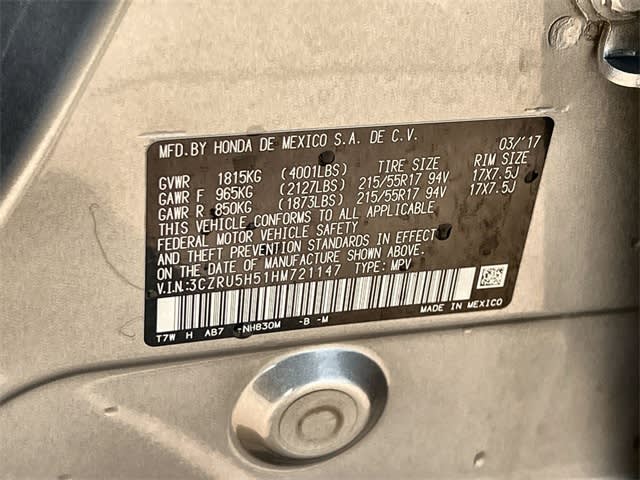 MFD.BY HONDA DE MEXICO S.A. DE C.V. 03/'17
GVWR 1815KG (4001LBS) TIRE SIZE RIM SIZE
GAWR F 965KG (2127LBS) 215/55R17 94V 17X7.5J
GAWR R 850KG (1873LBS) 215/55R17 94V 17X7.5J
THIS VEHICLE CONFORMS TO ALL APPLICABLE
FEDERAL MOTOR VEHICLE SAFETY
AND THEFT PREVENTION STANDARDS IN EFFECT
ON THE DATE OF MANUFACTURE SHOWN ABOVE.
V.I.N:3CZRU5H51HM721147 TYPE: MPV
MADE IN MEXICO
T7W H AB7 -NH830M -B -M